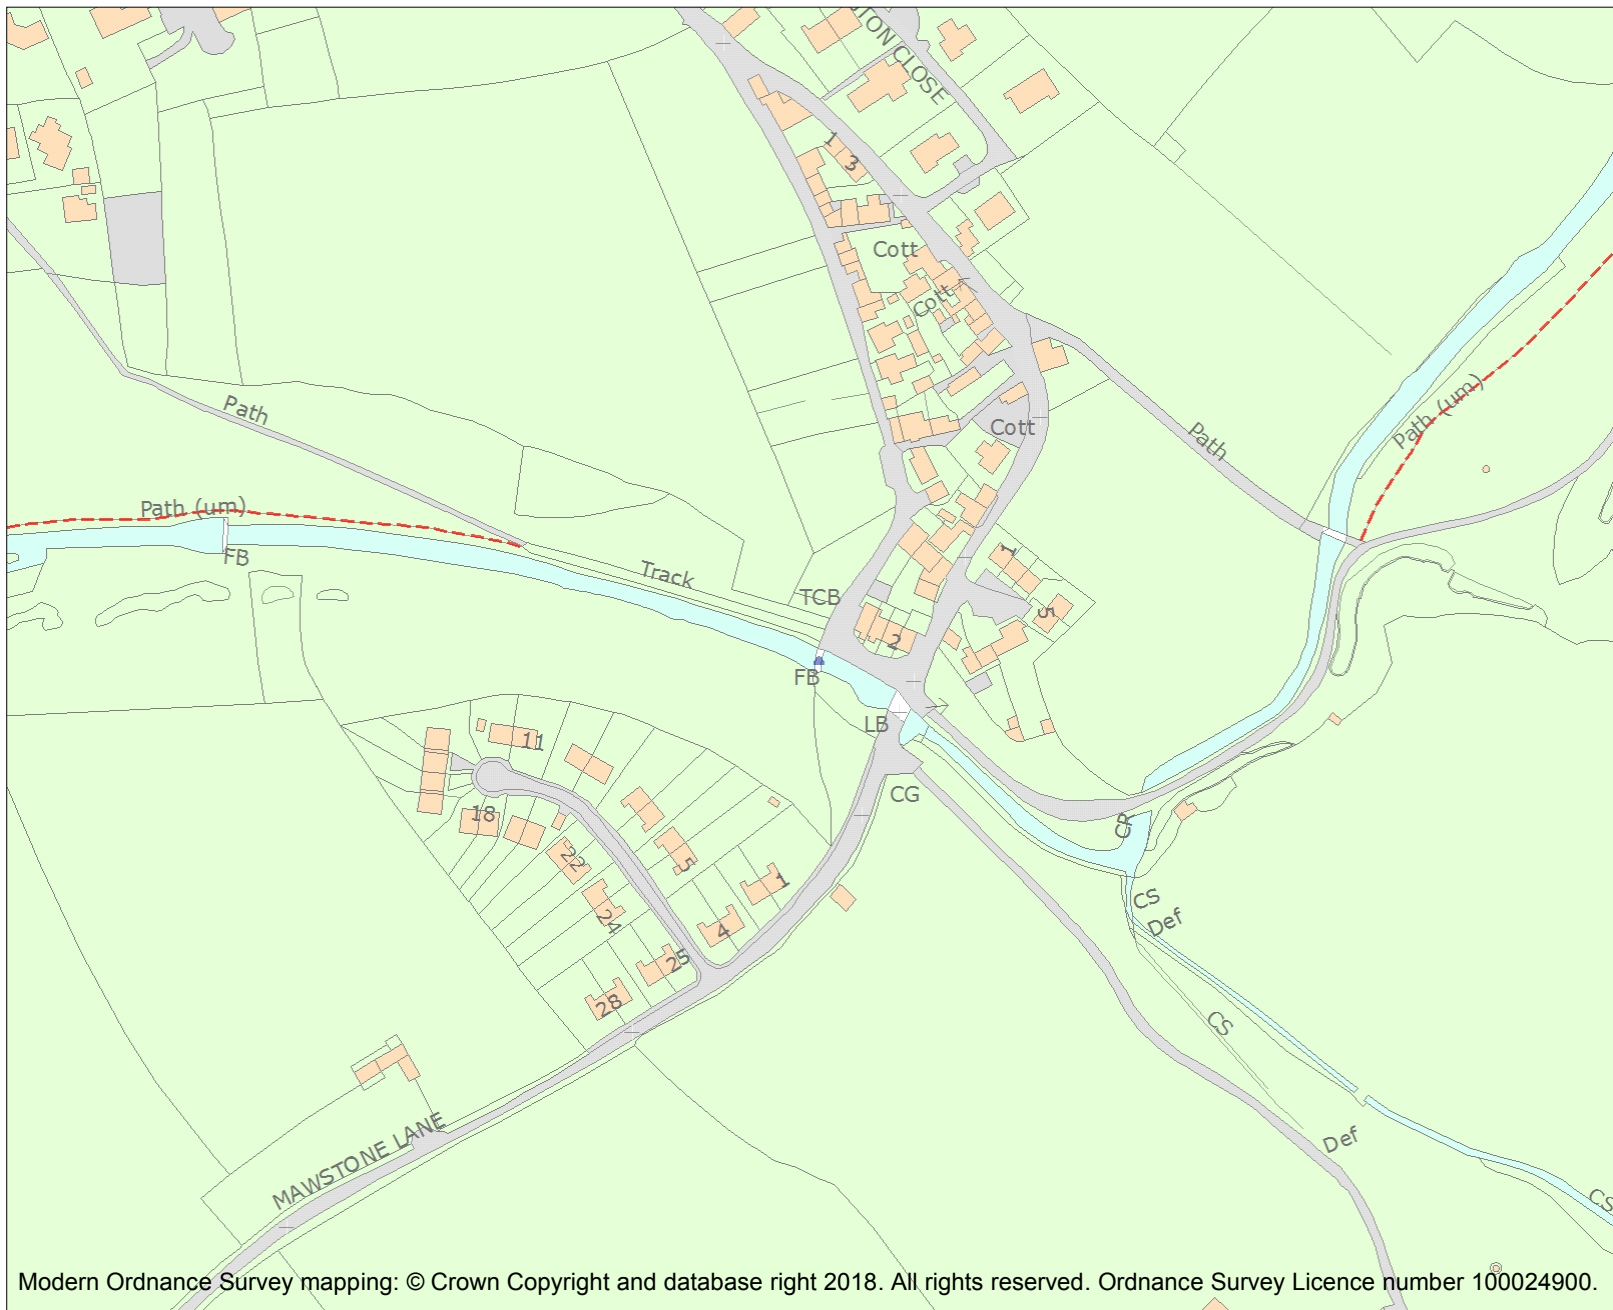 TON CLOSE
1
3
Cott
Cott
Path
Cott
Path
Path (um)
Path (um)
FB
Track
TCB
1
5
2
FB
LB
11
CG
18
CR
22
5
1
CS
24
4
Def
25
28
CS
MAWSTONE LANE
Def
CS
Modern Ordnance Survey mapping: © Crown Copyright and database right 2018. All rights reserved. Ordnance Survey Licence number 100024900.